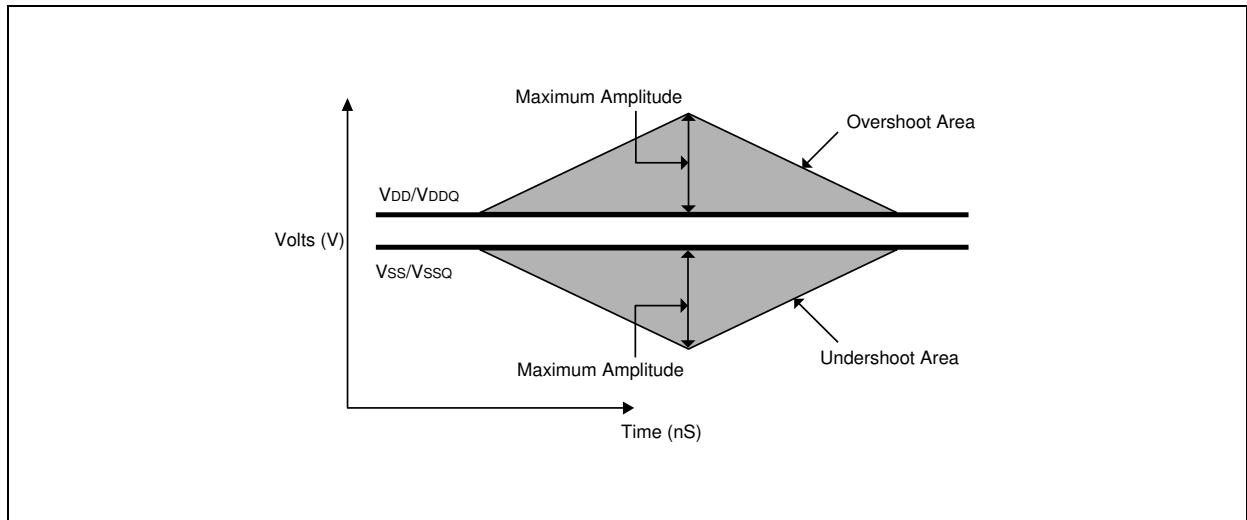 Maximum Amplitude
Overshoot Area
VDD/VDDQ
Volts (V)
VSS/VSSQ
Undershoot Area
Maximum Amplitude
Time (nS)